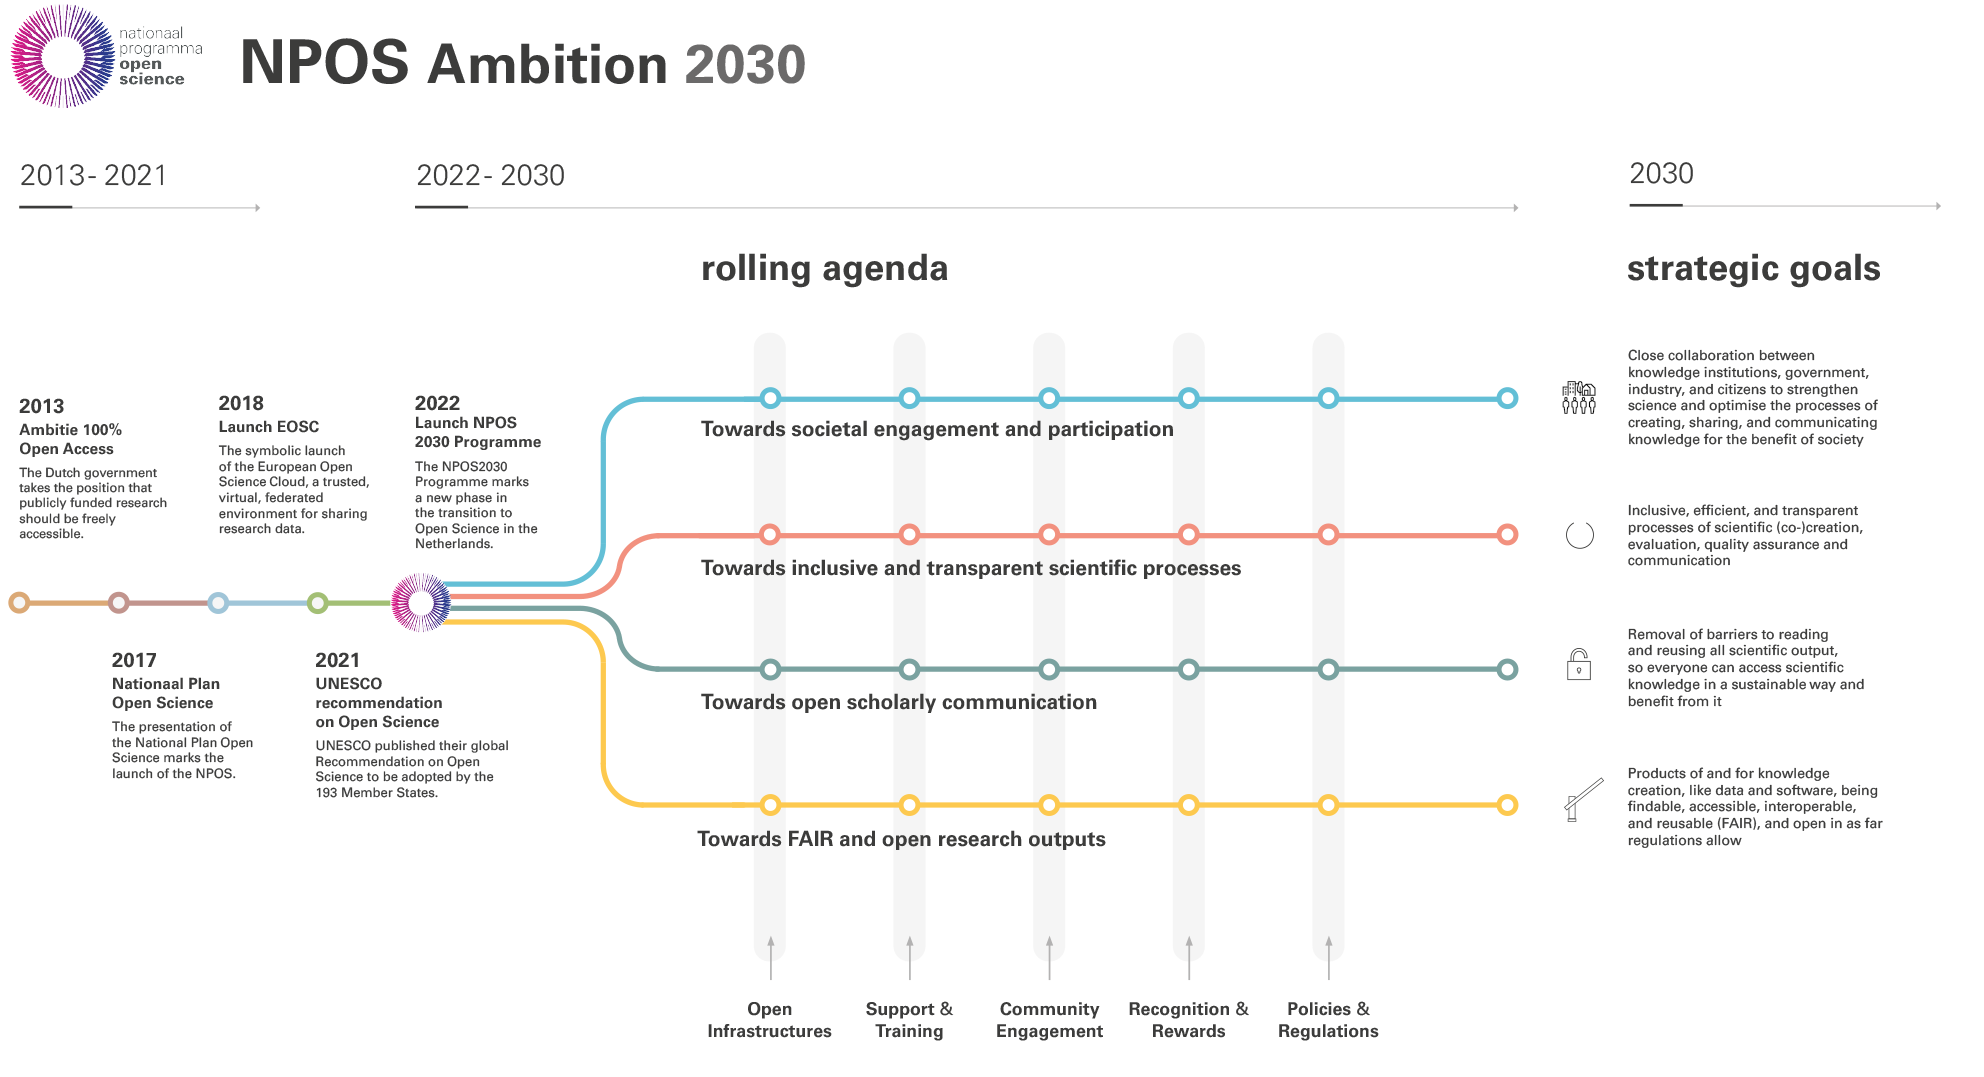 nationaal
programma
open
science
NPOS Ambition 2030
2013 - 2021
2022 - 2030
2030
rolling agenda
strategic goals
2013
Ambitie 100%
Open Access
The Dutch government
takes the position that
publicly funded research
should be freely
accessible.
2018
Launch EOSC
The symbolic launch
of the European Open
Science Cloud, a trusted,
virtual, federated
environment for sharing
research data.
2022
Launch NPOS
2030 Programme
The NPOS2030
Programme marks
a new phase in
the transition to
Open Science in the
Netherlands.
2017
Nationaal Plan
Open Science
The presentation of
the National Plan Open
Science marks the
launch of the NPOS.
2021
UNESCO
recommendation
on Open Science
UNESCO published their global
Recommendation on Open
Science to be adopted by the
193 Member States.
Towards societal engagement and participation
Towards inclusive and transparent scientific processes
Towards open scholarly communication
Towards FAIR and open research outputs
Close collaboration between
knowledge institutions, government,
industry, and citizens to strengthen
science and optimise the processes of
creating, sharing, and communicating
knowledge for the benefit of society
Inclusive, efficient, and transparent
processes of scientific (co-)creation,
evaluation, quality assurance and
communication
Removal of barriers to reading
and reusing all scientific output,
so everyone can access scientific
knowledge in a sustainable way and
benefit from it
Products of and for knowledge
creation, like data and software, being
findable, accessible, interoperable,
and reusable (FAIR), and open in as far
regulations allow
Open
Infrastructures
Support &
Training
Community
Engagement
Recognition &
Rewards
Policies &
Regulations